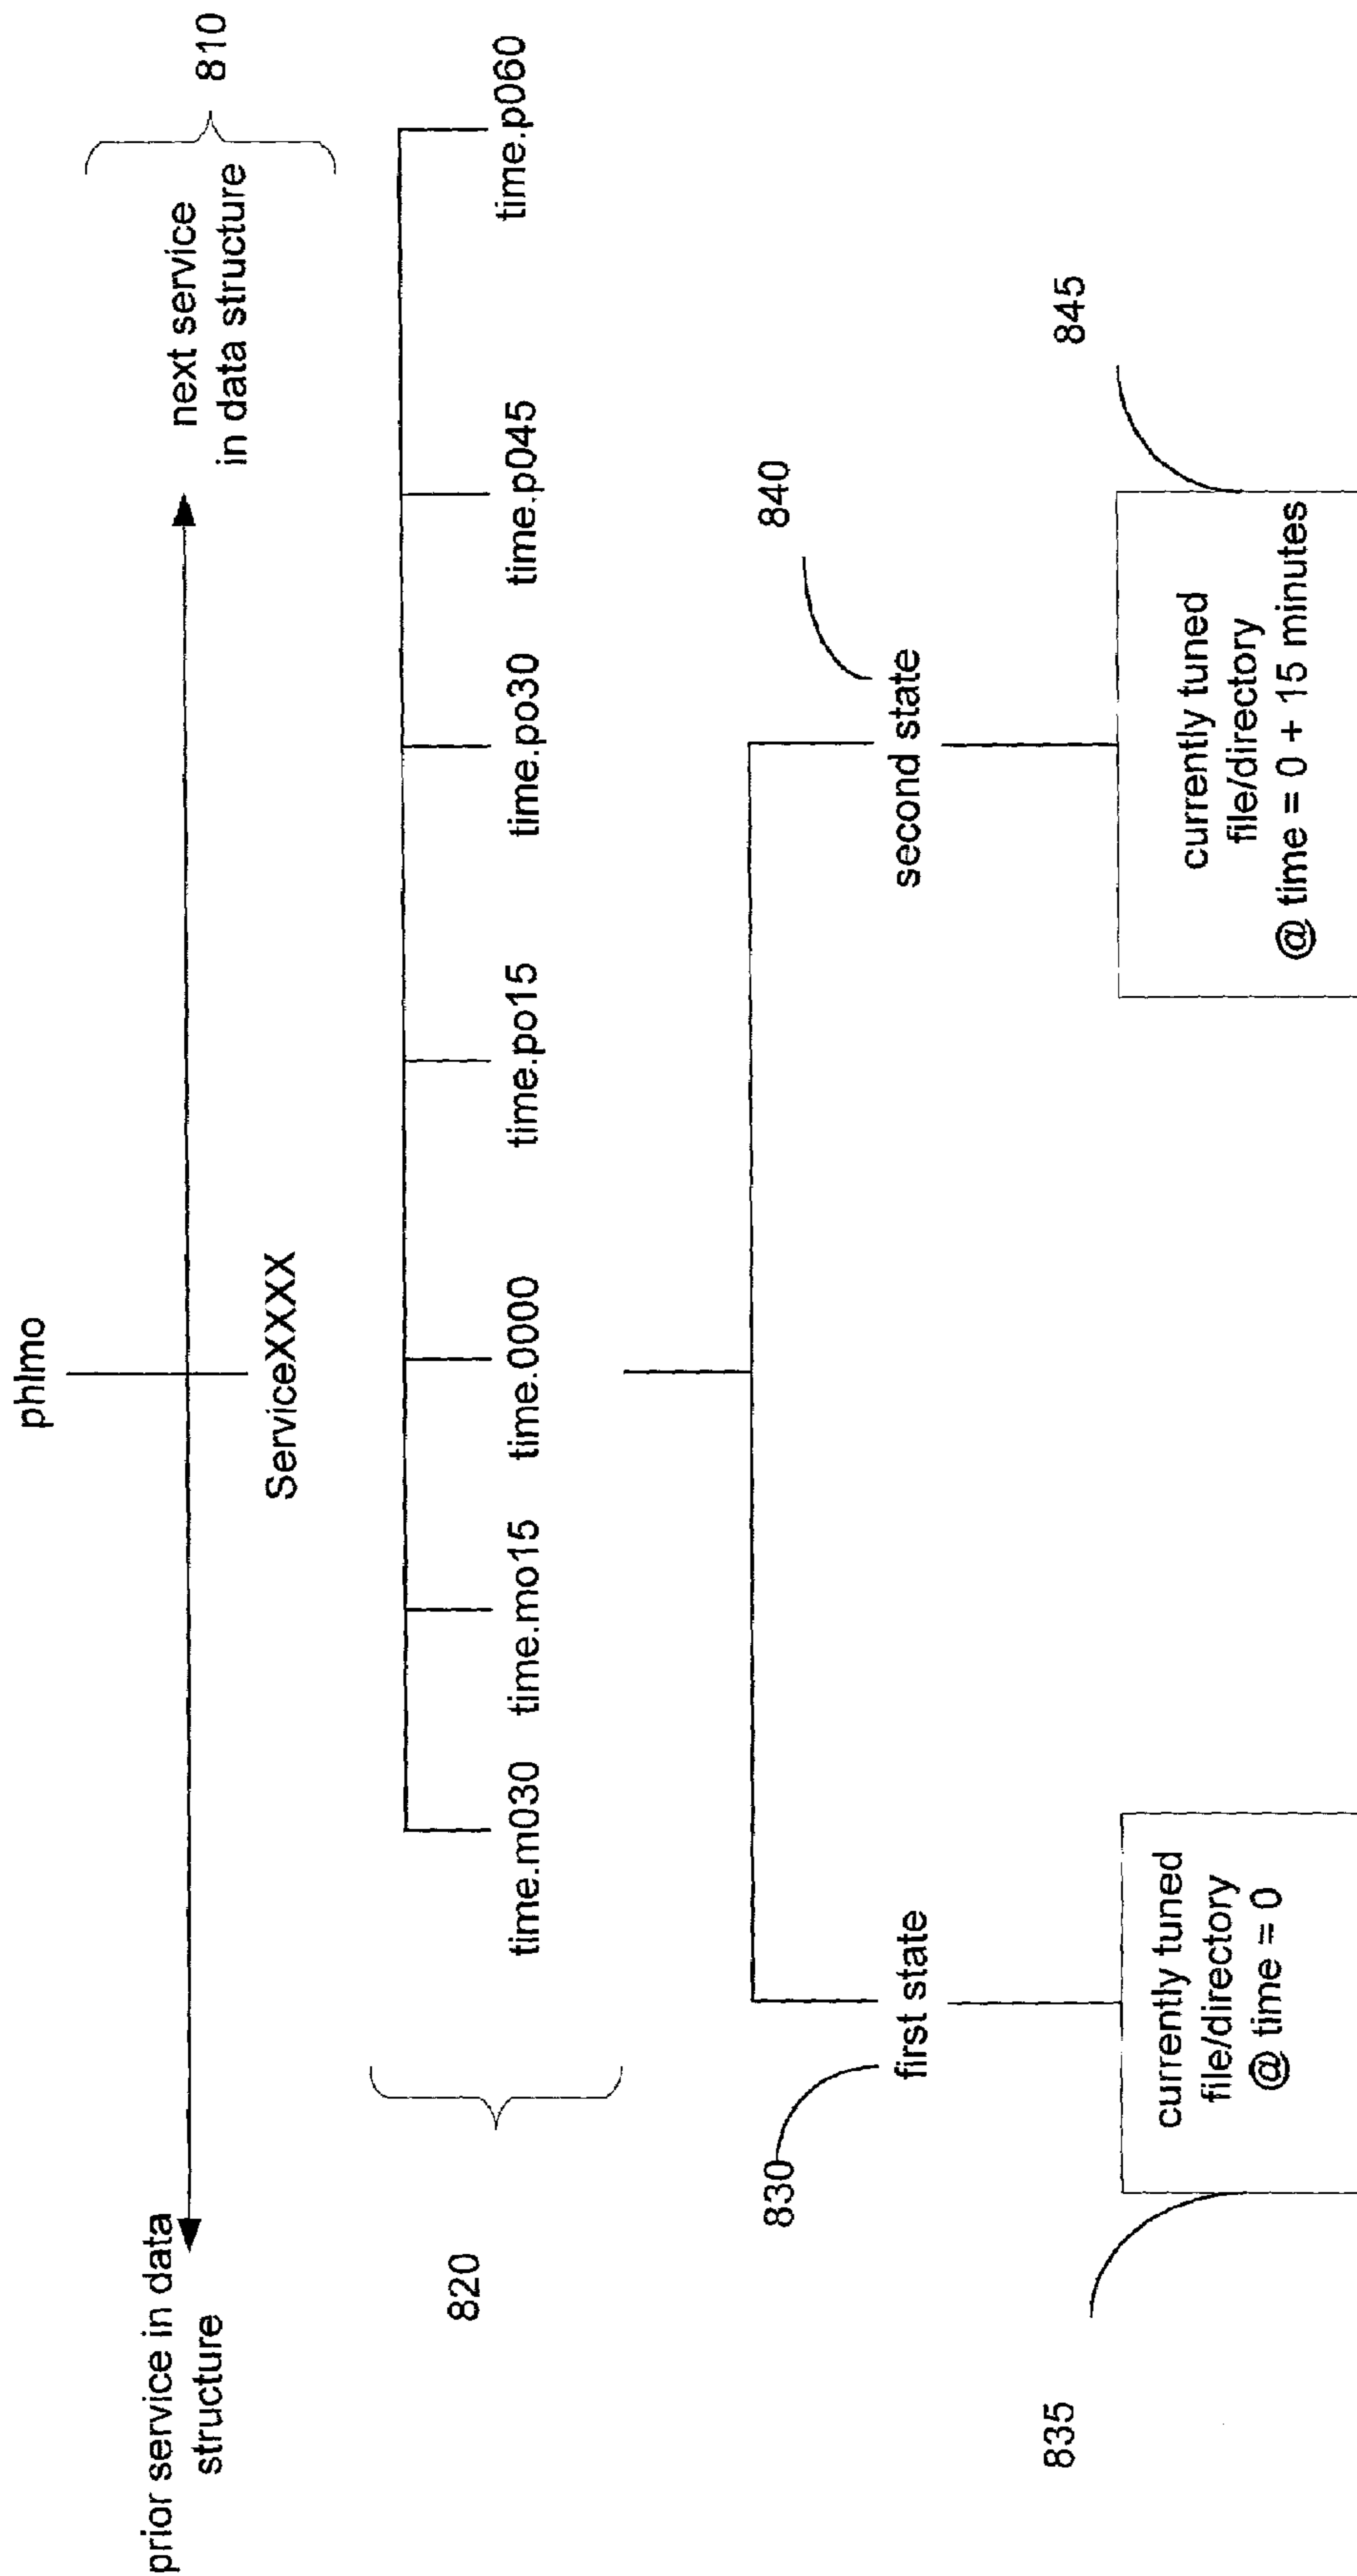 phlmo
prior service in data
structure
next service
in data structure
810
ServiceXXXX
820
time.m030
time.mo15
time.0000
time.po15
time.po30
time.p045
time.p060
830
first state
second state
840
835
currently tuned
file/directory
@ time = 0
currently tuned
file/directory
@ time = 0 + 15 minutes
845